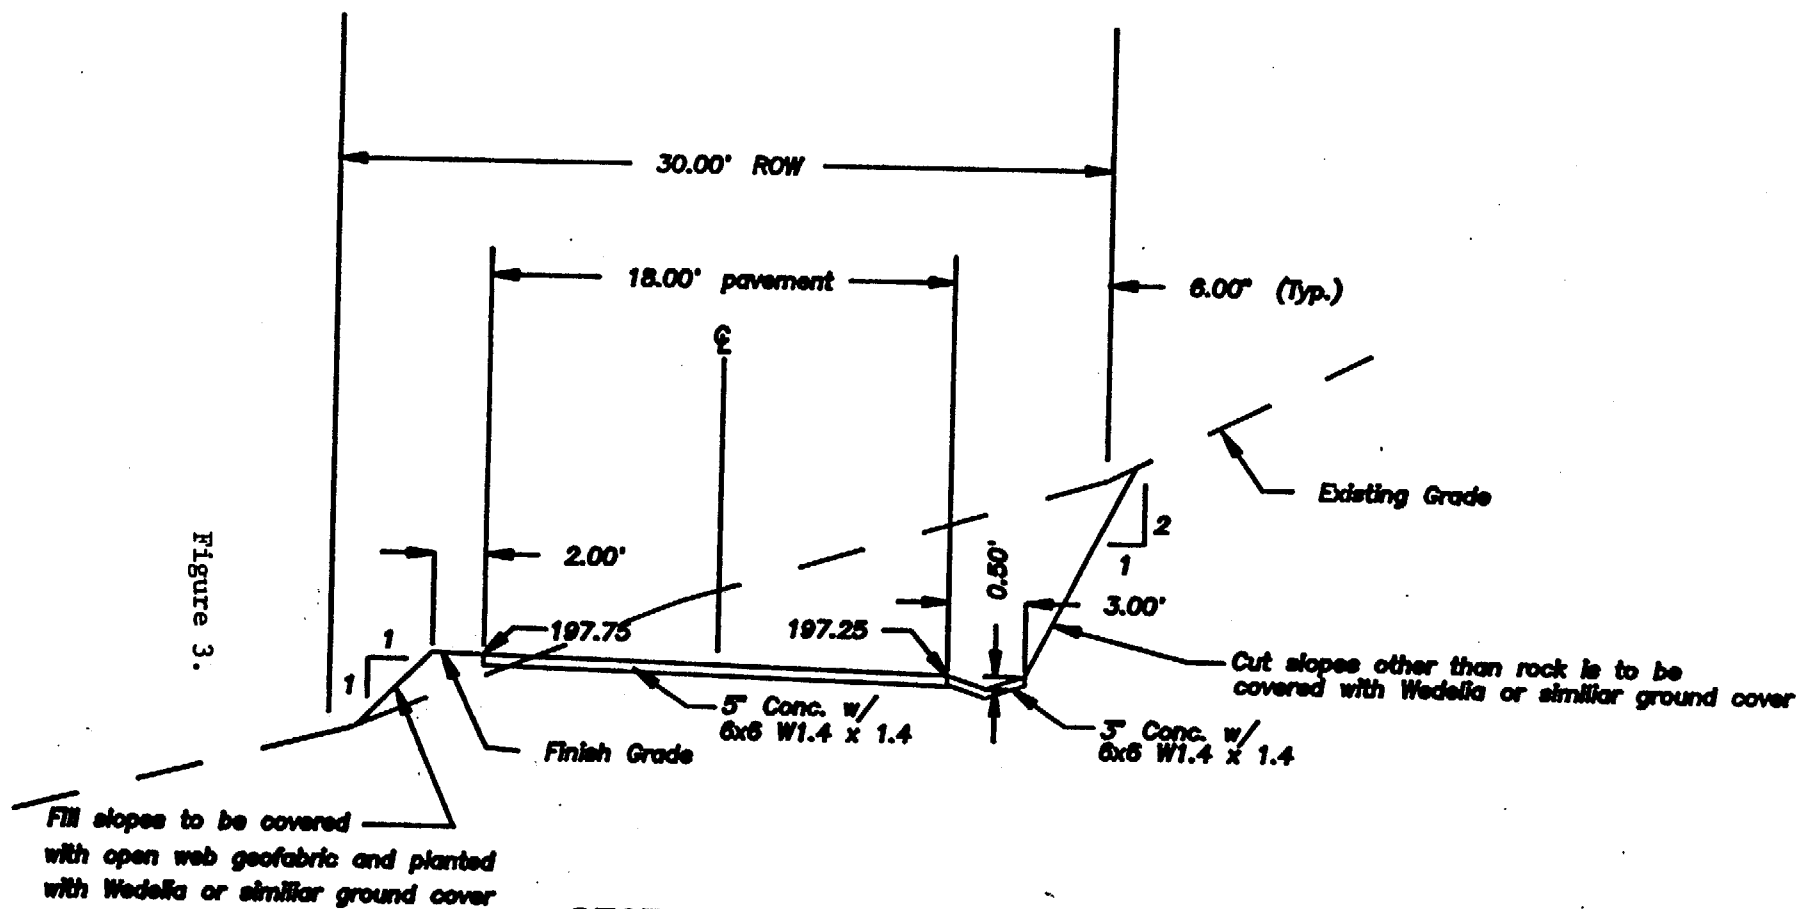 30.00' ROW
18.00' pavement
6.00" (Typ.)
℄
Existing Grade
2
1
0.50'
2.00'
3.00'
197.75
197.25
1
1
Figure 3.
Cut slopes other than rock is to be
covered with Wedelia or similiar ground cover
5" Conc. w/
6x6 W1.4 x 1.4
3" Conc. w/
6x6 W1.4 x 1.4
Finish Grade
Fill slopes to be covered
with open web geofabric and planted
with Wedelia or similiar ground cover